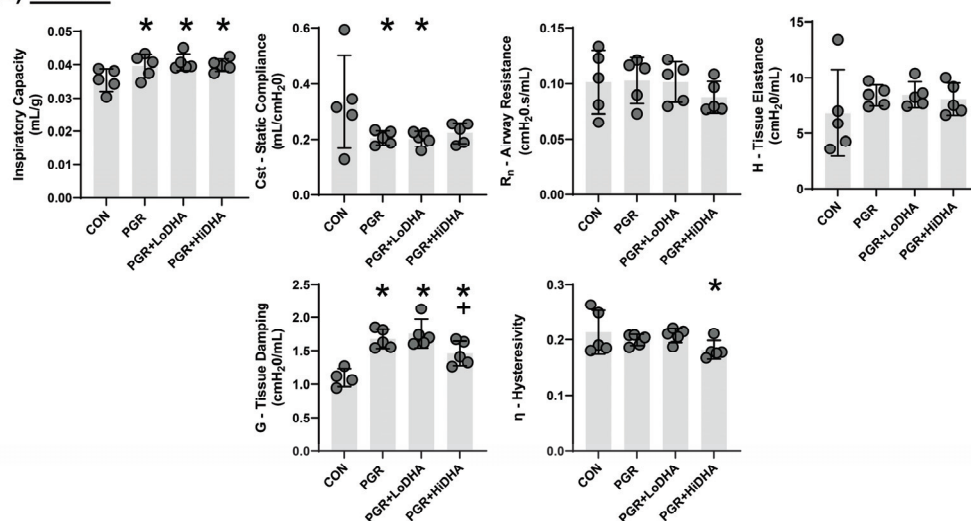 Inspiratory Capacity
(mL/g)
0.05
0.04
0.03
0.02
0.01
0.00
* * *
CON
PGR
PGR+LoDHA
PGR+HiDHA
Cst - Static Compliance
(mL/cmH20)
0.6
0.4
0.2
0.0
* *
CON
PGR
PGR+LoDHA
PGR+HiDHA
Rn - Arway Resistance
(cmH20.s/mL)
0.15
0.10
0.05
0.00
CON
PGR
PGR+LoDHA
PGR+HiDHA
H - Tissue Elastance
(cmH20/mL)
15
10
5
0
CON
PGR
PGR+LoDHA
PGR+HiDHA
G - Tissue Damping
(cmH20/mL)
2.5
2.0
1.5
1.0
0.5
0.0
* * *
+
CON
PGR
PGR+LoDHA
PGR+HiDHA
η - Hysteresivity
0.3
0.2
0.1
0.0
*
CON
PGR
PGR+LoDHA
PGR+HiDHA